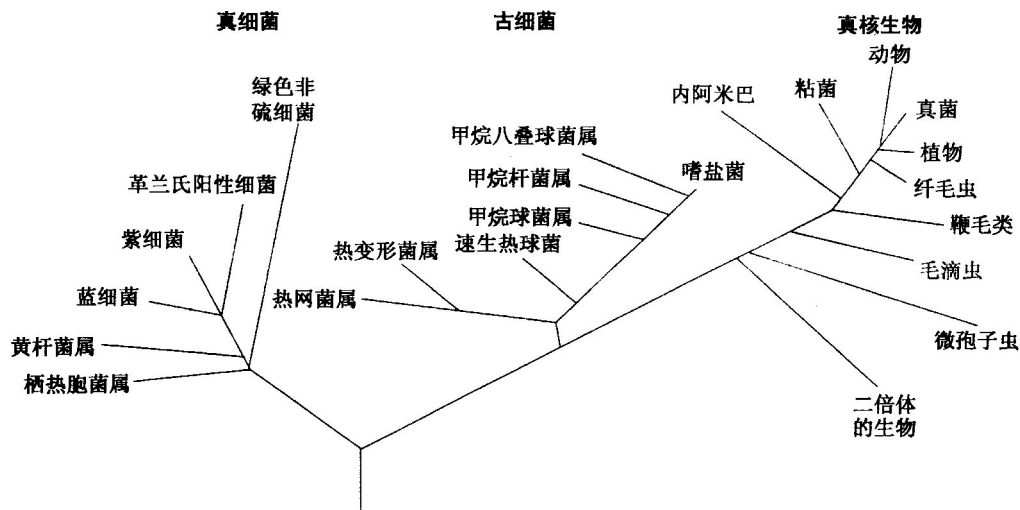 真细菌
古细菌
真核生物
绿色非
硫细菌
革兰氏阳性细菌
紫细菌
蓝细菌
黄杆菌属
栖热胞菌属
甲烷八叠球菌属
甲烷杆菌属
甲烷球菌属
速生热球菌
嗜盐菌
热变形菌属
热网菌属
动物
粘菌
内阿米巴
真菌
植物
纤毛虫
鞭毛类
毛滴虫
微孢子虫
二倍体
的生物